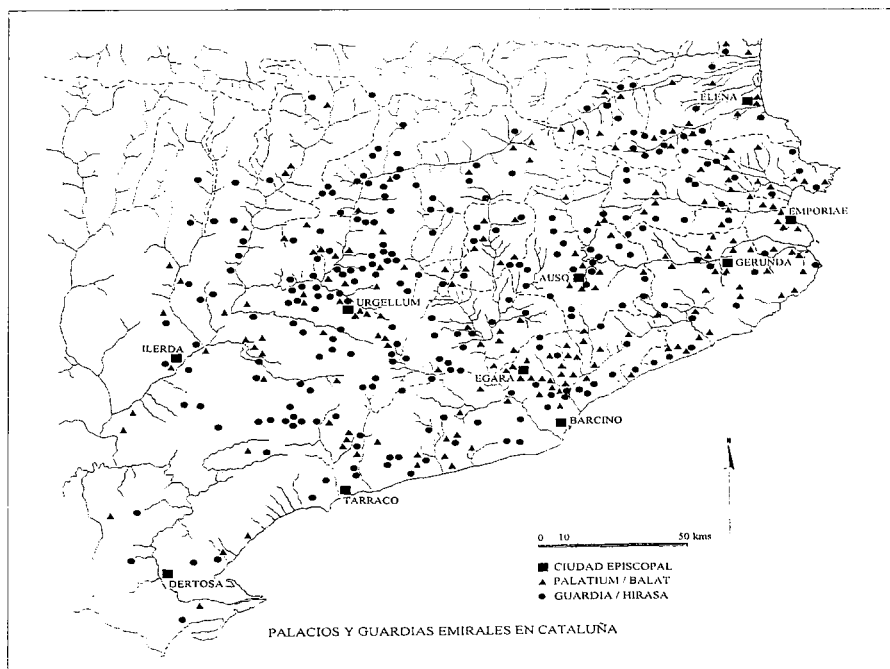 ELENA
EMPORIAE
GERUNDA
AUSO
URGELLUM
ILERDA
EGARA
BARCINO
TARRACO
DERTOSA
N
0 10 50 kms
CIUDAD EPISCOPAL
PALATIUM / BALAT
GUARDIA / HIRASA
PALACIOS Y GUARDIAS EMIRALES EN CATALUÑA